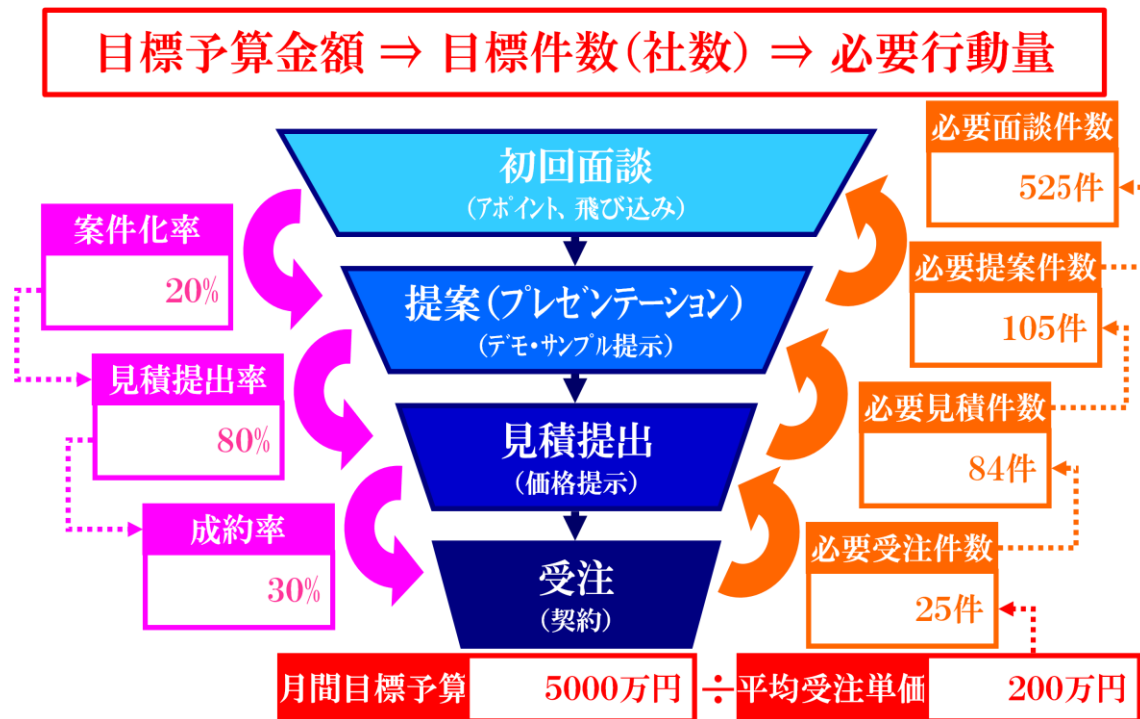 目標予算金額 ⇒ 目標件数(社数) ⇒ 必要行動量
初回面談
(ｱﾎﾟｲﾝﾄ、飛び込み)
提案(プレゼンテーション)
(ﾃﾞﾓ・ｻﾝﾌﾟﾙ提示)
見積提出
(価格提示)
受注
(契約)
案件化率
20%
見積提出率
80%
成約率
30%
必要面談件数
525件
必要提案件数
105件
必要見積件数
84件
必要受注件数
25件
月間目標予算 5000万円 ÷ 平均受注単価 200万円